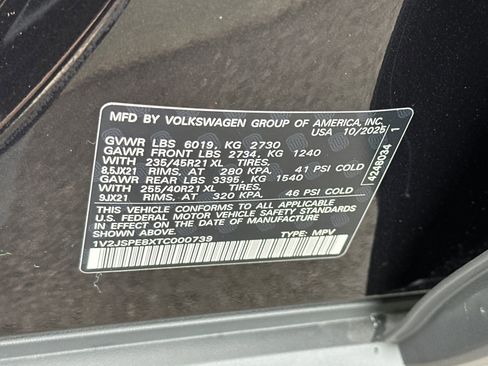 MFD BY VOLKSWAGEN GROUP OF AMERICA, INC.
USA 10/2025
GVWR LBS 6019, KG 2730
GAWR FRONT LBS 2734, KG 1240
WITH 235/45R21 XL TIRES.
8.5JX21 RIMS, AT 280 KPA, 41 PSI COLD
GAWR REAR LBS 3395, KG 1540
WITH 255/40R21 XL TIRES.
9JX21 RIMS, AT 320 KPA, 46 PSI COLD
THIS VEHICLE CONFORMS TO ALL APPLICABLE
U.S. FEDERAL MOTOR VEHICLE SAFETY STANDARDS
IN EFFECT ON THE DATE OF MANUFACTURE
SHOWN ABOVE.
1V2JSPE8XTC000739 TYPE: MPV
4248034 1